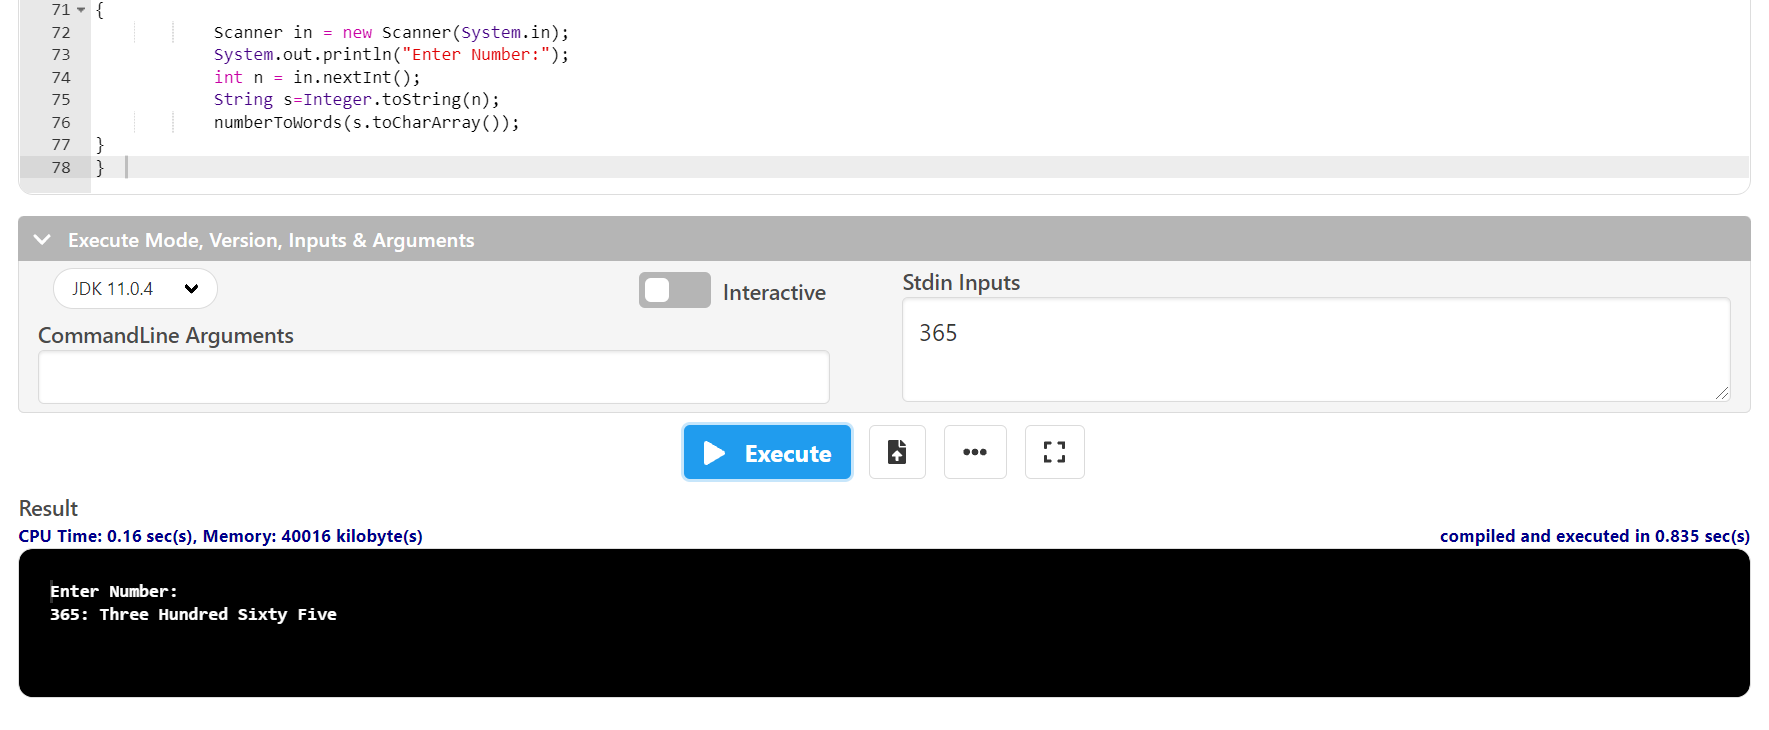 71 {
72 Scanner in = new Scanner(System.in);
73 System.out.println("Enter Number:");
74 int n = in.nextInt();
75 String s=Integer.toString(n);
76 numberToWords(s.toCharArray());
77 }
78 }
Execute Mode, Version, Inputs & Arguments
JDK 11.0.4
Interactive
Stdin Inputs
CommandLine Arguments
365
Execute
Result
CPU Time: 0.16 sec(s), Memory: 40016 kilobyte(s)
compiled and executed in 0.835 sec(s)
Enter Number:
365: Three Hundred Sixty Five